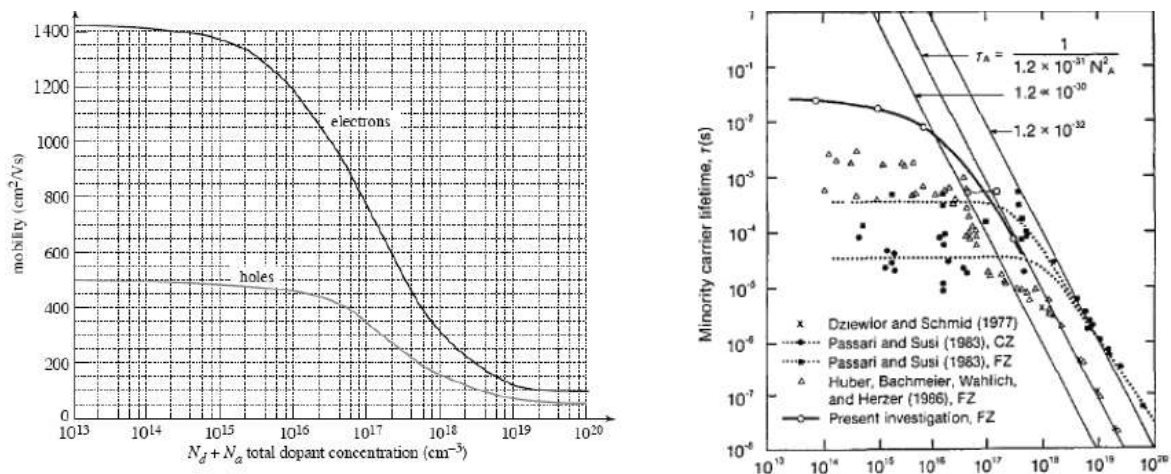 1400
1200
1000
800
500
400
200
0
mobility (cm²/Vs)
electrons
holes
10¹³ 10¹⁴ 10¹⁵ 10¹⁶ 10¹⁷ 10¹⁸ 10¹⁹ 10²⁰
N_d + N_a total dopant concentration (cm⁻³)
10⁻¹
10⁻²
10⁻³
10⁻⁴
10⁻⁵
10⁻⁶
10⁻⁷
10⁻⁸
Minority carrier lifetime, τ(s)
τ_A = 1 / 1.2 × 10⁻³¹ N²_A
1.2 × 10⁻³⁰
1.2 × 10⁻³²
× Dziewior and Schmid (1977)
Passari and Susi (1983), CZ
Passari and Susi (1983), FZ
△ Huber, Bachmeier, Wahlich,
and Herzer (1986), FZ
Present investigation, FZ
10¹³ 10¹⁴ 10¹⁵ 10¹⁶ 10¹⁷ 10¹⁸ 10¹⁹ 10²⁰